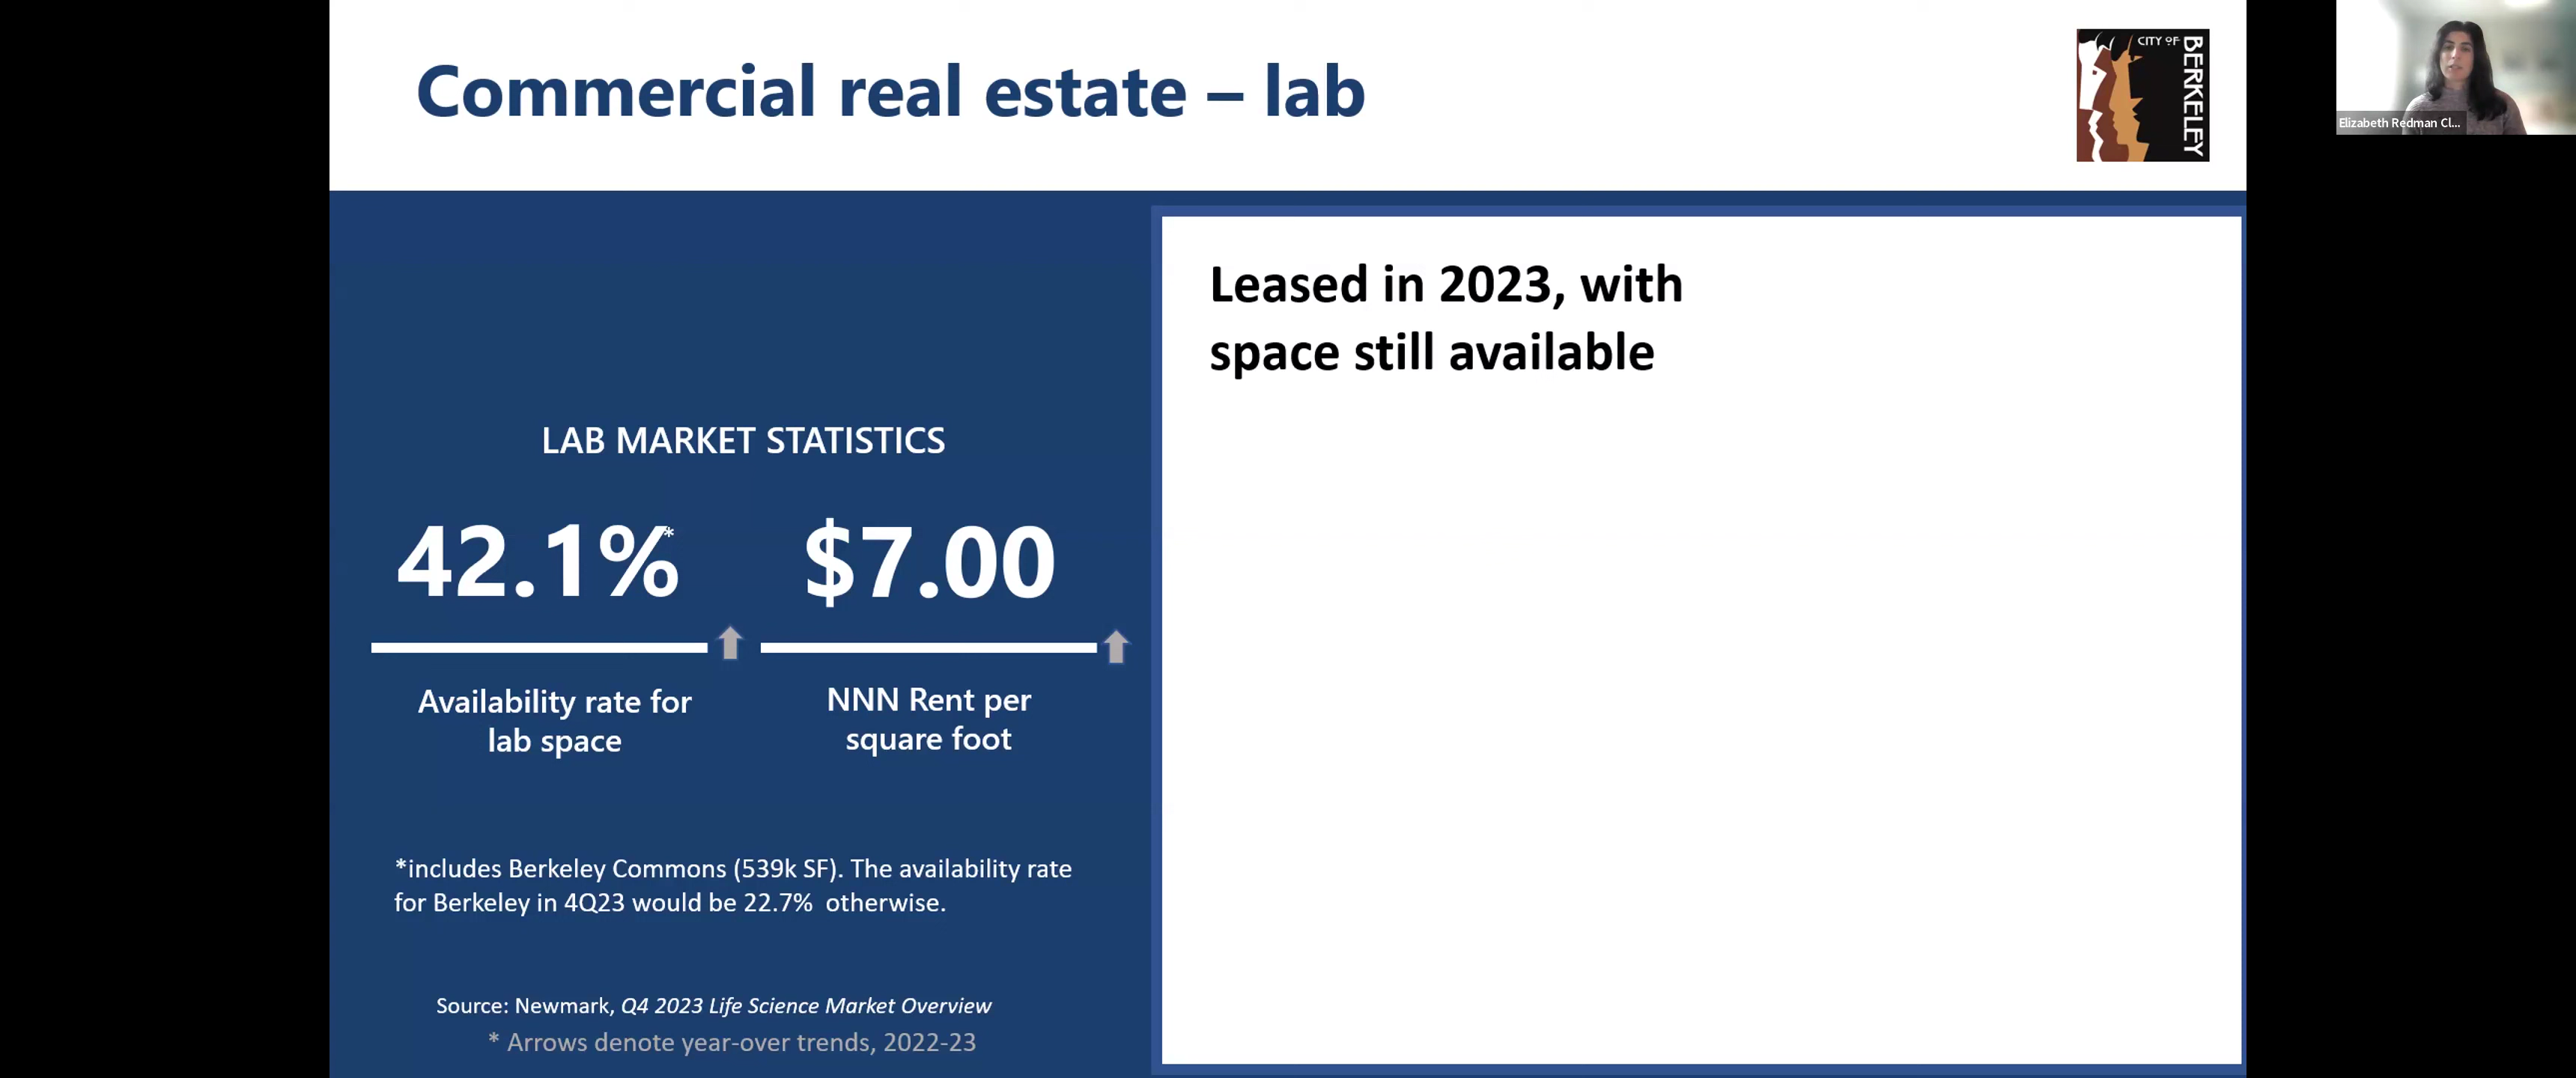 Commercial real estate – lab
CITY OF
BERKELEY
Elizabeth Redman Cl...
Leased in 2023, with
space still available
LAB MARKET STATISTICS
42.1%*
$7.00
Availability rate for
lab space
NNN Rent per
square foot
*includes Berkeley Commons (539k SF). The availability rate
for Berkeley in 4Q23 would be 22.7% otherwise.
Source: Newmark, Q4 2023 Life Science Market Overview
* Arrows denote year-over trends, 2022-23